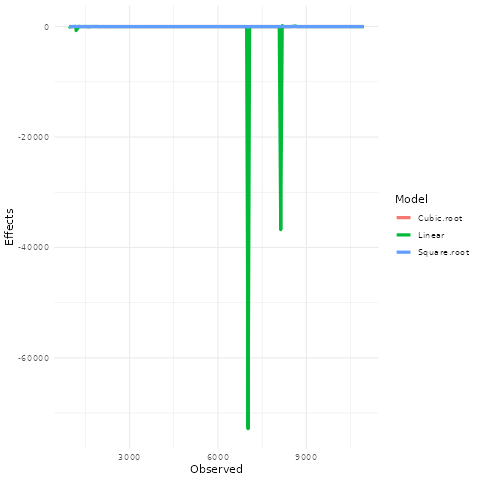 0
-20000
-40000
-60000
Effects
3000 6000 9000
Observed
Model
Cubic.root
Linear
Square.root